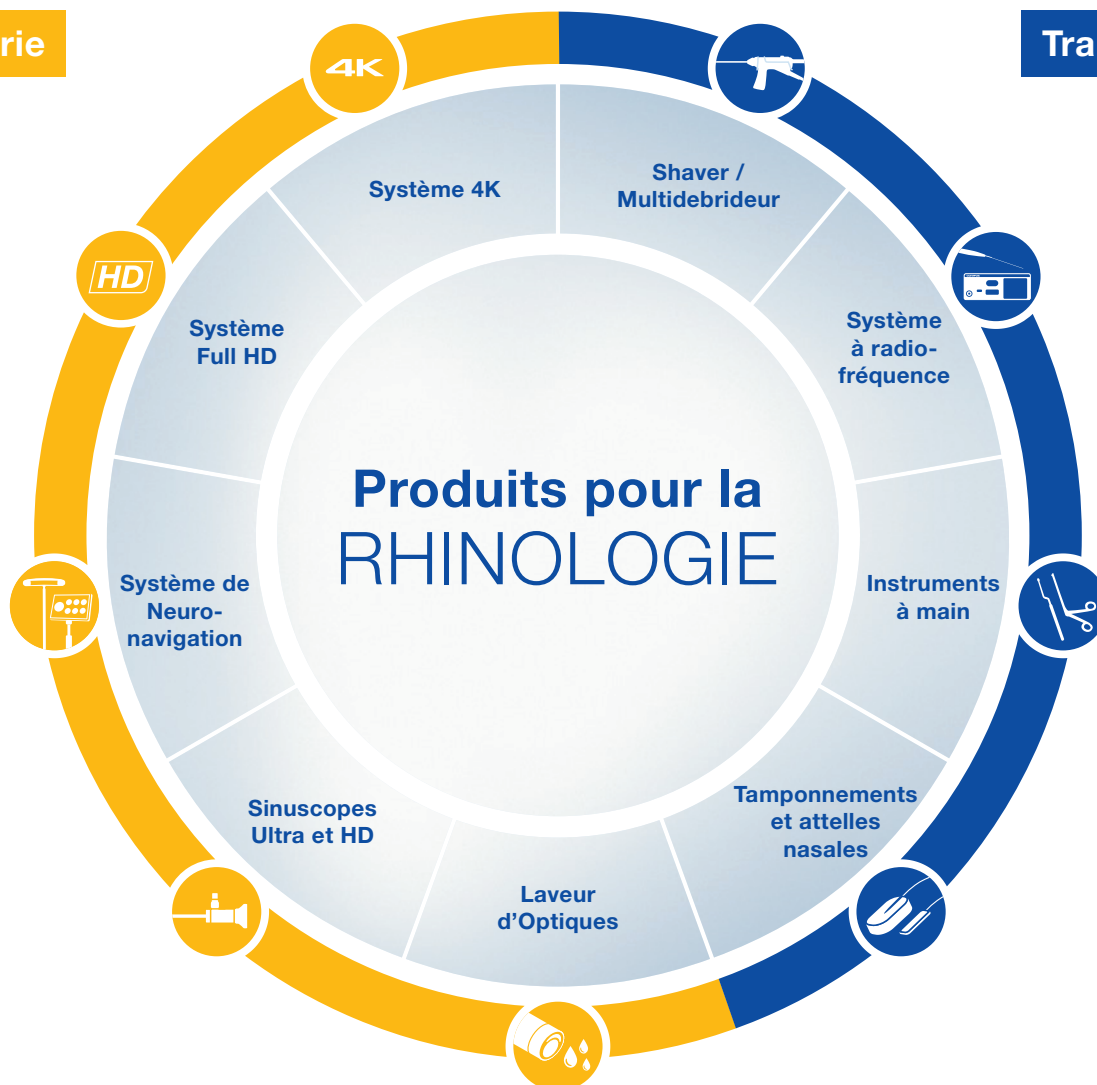 rie
Tra
4K
HD
Système 4K
Shaver /
Multidebrideur
Système
Full HD
Système
à radio-
fréquence
Produits pour la
RHINOLOGIE
Système de
Neuro-
navigation
Instruments
à main
Sinuscopes
Ultra et HD
Tamponnements
et attelles
nasales
Laveur
d'Optiques